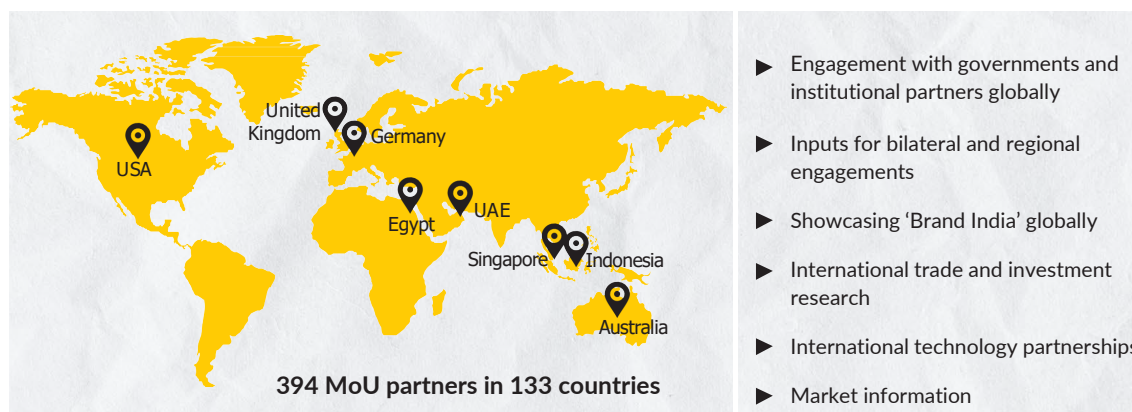 United
Kingdom
Germany
USA
Egypt
UAE
Singapore
Indonesia
Australia
394 MoU partners in 133 countries
Engagement with governments and
institutional partners globally
Inputs for bilateral and regional
engagements
Showcasing ‘Brand India’ globally
International trade and investment
research
International technology partnerships
Market information